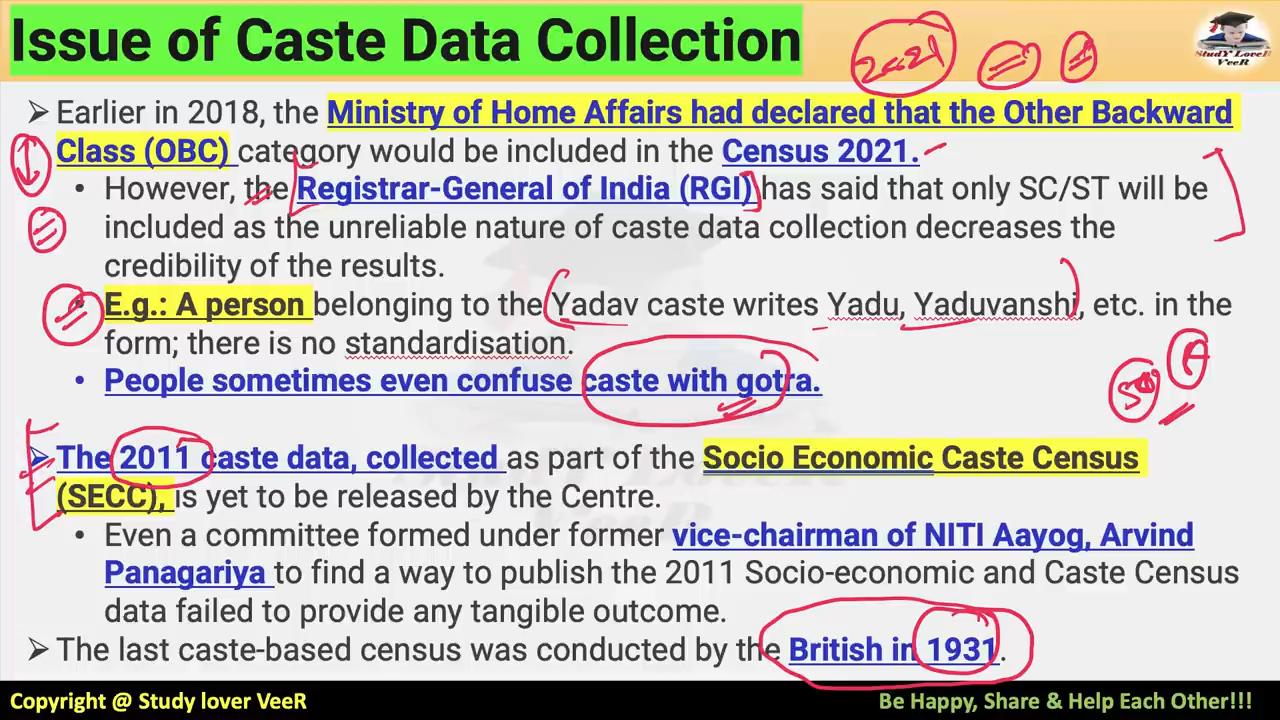 Issue of Caste Data Collection
2021
StudY LoveR
VeeR
➢ Earlier in 2018, the Ministry of Home Affairs had declared that the Other Backward
Class (OBC) category would be included in the Census 2021.
• However, the Registrar-General of India (RGI) has said that only SC/ST will be
included as the unreliable nature of caste data collection decreases the
credibility of the results.
• E.g.: A person belonging to the Yadav caste writes Yadu, Yaduvanshi, etc. in the
form; there is no standardisation.
• People sometimes even confuse caste with gotra.
➢ The 2011 caste data, collected as part of the Socio Economic Caste Census
(SECC), is yet to be released by the Centre.
• Even a committee formed under former vice-chairman of NITI Aayog, Arvind
Panagariya to find a way to publish the 2011 Socio-economic and Caste Census
data failed to provide any tangible outcome.
➢ The last caste-based census was conducted by the British in 1931.
StudY LoveR
VeeR
Copyright @ Study lover VeeR
Be Happy, Share & Help Each Other!!!